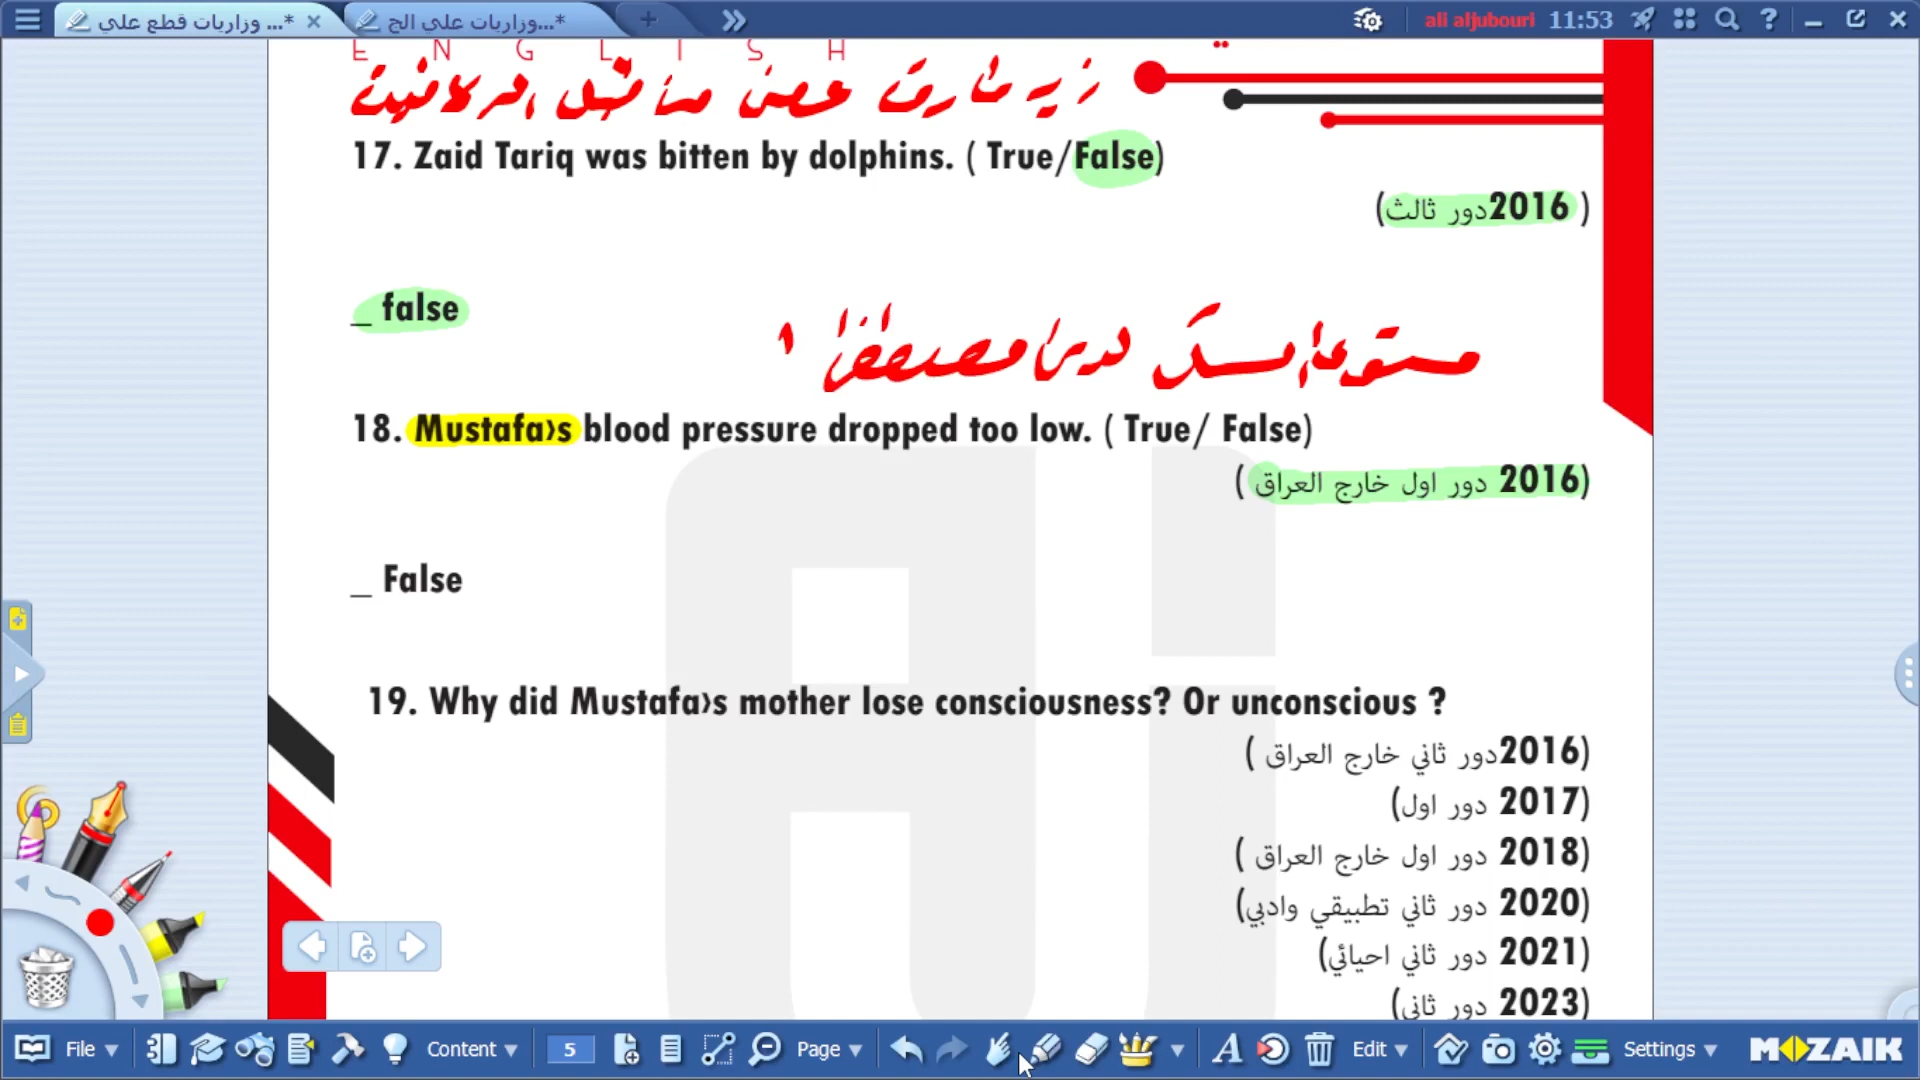 وزاريات قطع علي ...*
وزاريات علي الج...*
ali aljubouri 11:53
E N G L I S H
17. Zaid Tariq was bitten by dolphins. ( True/False)
( 2016دور ثالث)
_ false
18. Mustafa›s blood pressure dropped too low. ( True/ False)
(2016 دور اول خارج العراق )
_ False
19. Why did Mustafa›s mother lose consciousness? Or unconscious ?
(2016دور ثاني خارج العراق )
(2017 دور اول)
(2018 دور اول خارج العراق )
(2020 دور ثاني تطبيقي وادبي)
(2021 دور ثاني احيائي)
(2023 دور ثاني)
File Content 5 Page Edit Settings MOZAIK